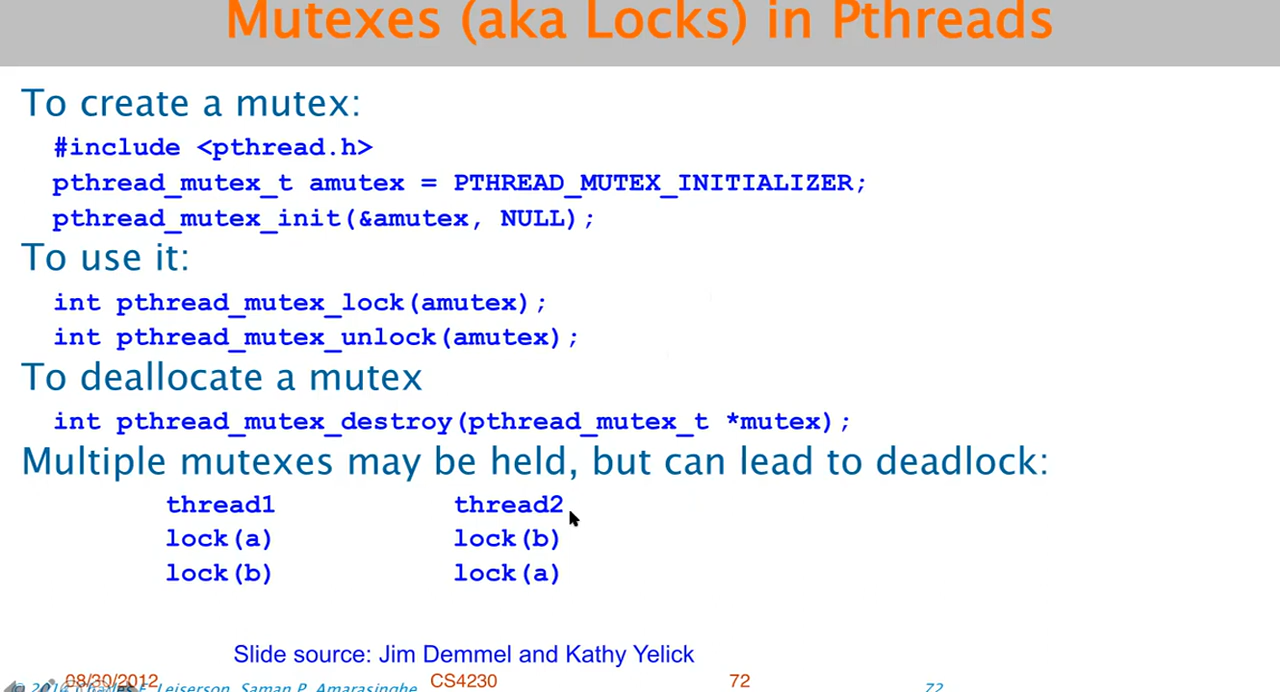 Mutexes (aka Locks) in Pthreads
To create a mutex:
#include <pthread.h>
pthread_mutex_t amutex = PTHREAD_MUTEX_INITIALIZER;
pthread_mutex_init(&amutex, NULL);
To use it:
int pthread_mutex_lock(amutex);
int pthread_mutex_unlock(amutex);
To deallocate a mutex
int pthread_mutex_destroy(pthread_mutex_t *mutex);
Multiple mutexes may be held, but can lead to deadlock:
thread1 thread2
lock(a) lock(b)
lock(b) lock(a)
Slide source: Jim Demmel and Kathy Yelick
08/30/2012 CS4230 72
Leiserson, Saman P. Amarasinghe 72